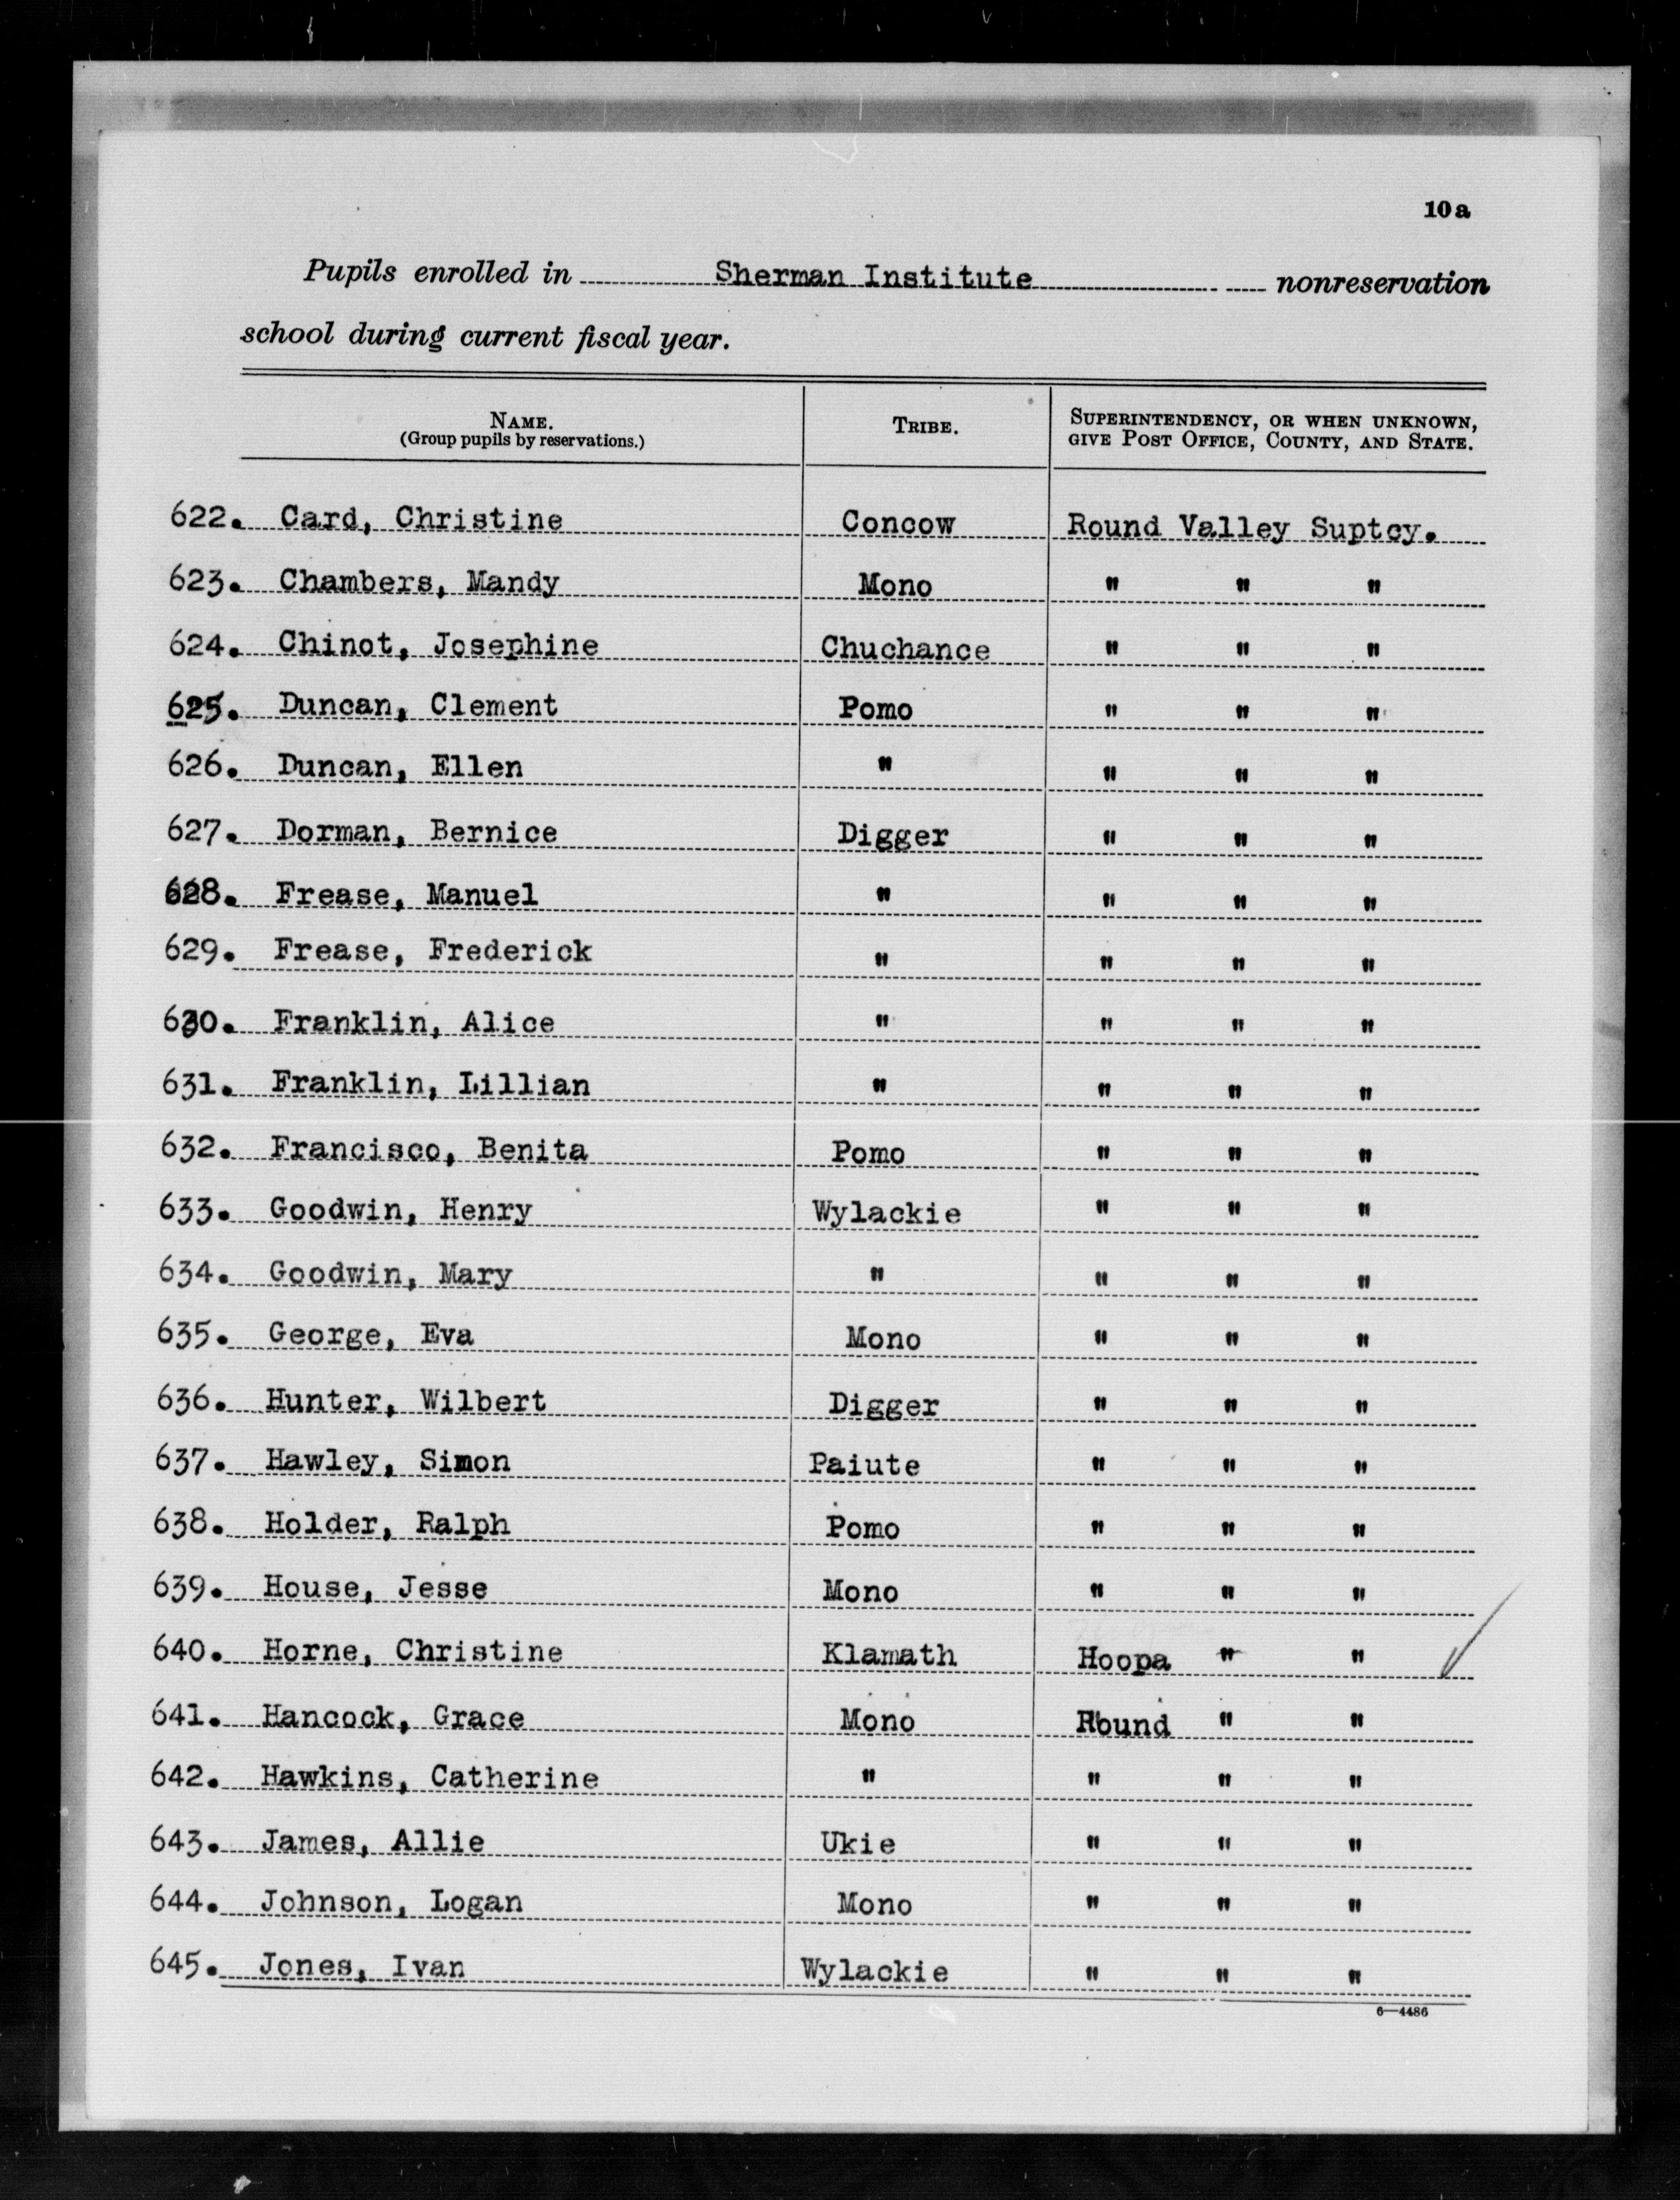 10a
Pupils enrolled in Sherman Institute nonreservation
school during current fiscal year.
NAME. TRIBE. SUPERINTENDENCY, OR WHEN UNKNOWN,
(Group pupils by reservations.) GIVE POST OFFICE, COUNTY, AND STATE.
622. Card, Christine Concow Round Valley Suptcy.
623. Chambers, Mandy Mono " " "
624. Chinot, Josephine Chuchance " " "
625. Duncan, Clement Pomo " " "
626. Duncan, Ellen " " " "
627. Dorman, Bernice Digger " " "
628. Frease, Manuel " " " "
629. Frease, Frederick " " " "
630. Franklin, Alice " " " "
631. Franklin, Lillian " " " "
632. Francisco, Benita Pomo " " "
633. Goodwin, Henry Wylackie " " "
634. Goodwin, Mary " " " "
635. George, Eva Mono " " "
636. Hunter, Wilbert Digger " " "
637. Hawley, Simon Paiute " " "
638. Holder, Ralph Pomo " " "
639. House, Jesse Mono " " "
640. Horne, Christine Klamath Hoopa " "
641. Hancock, Grace Mono Round " "
642. Hawkins, Catherine " " " "
643. James, Allie Ukie " " "
644. Johnson, Logan Mono " " "
645. Jones, Ivan Wylackie " " "
6—4486